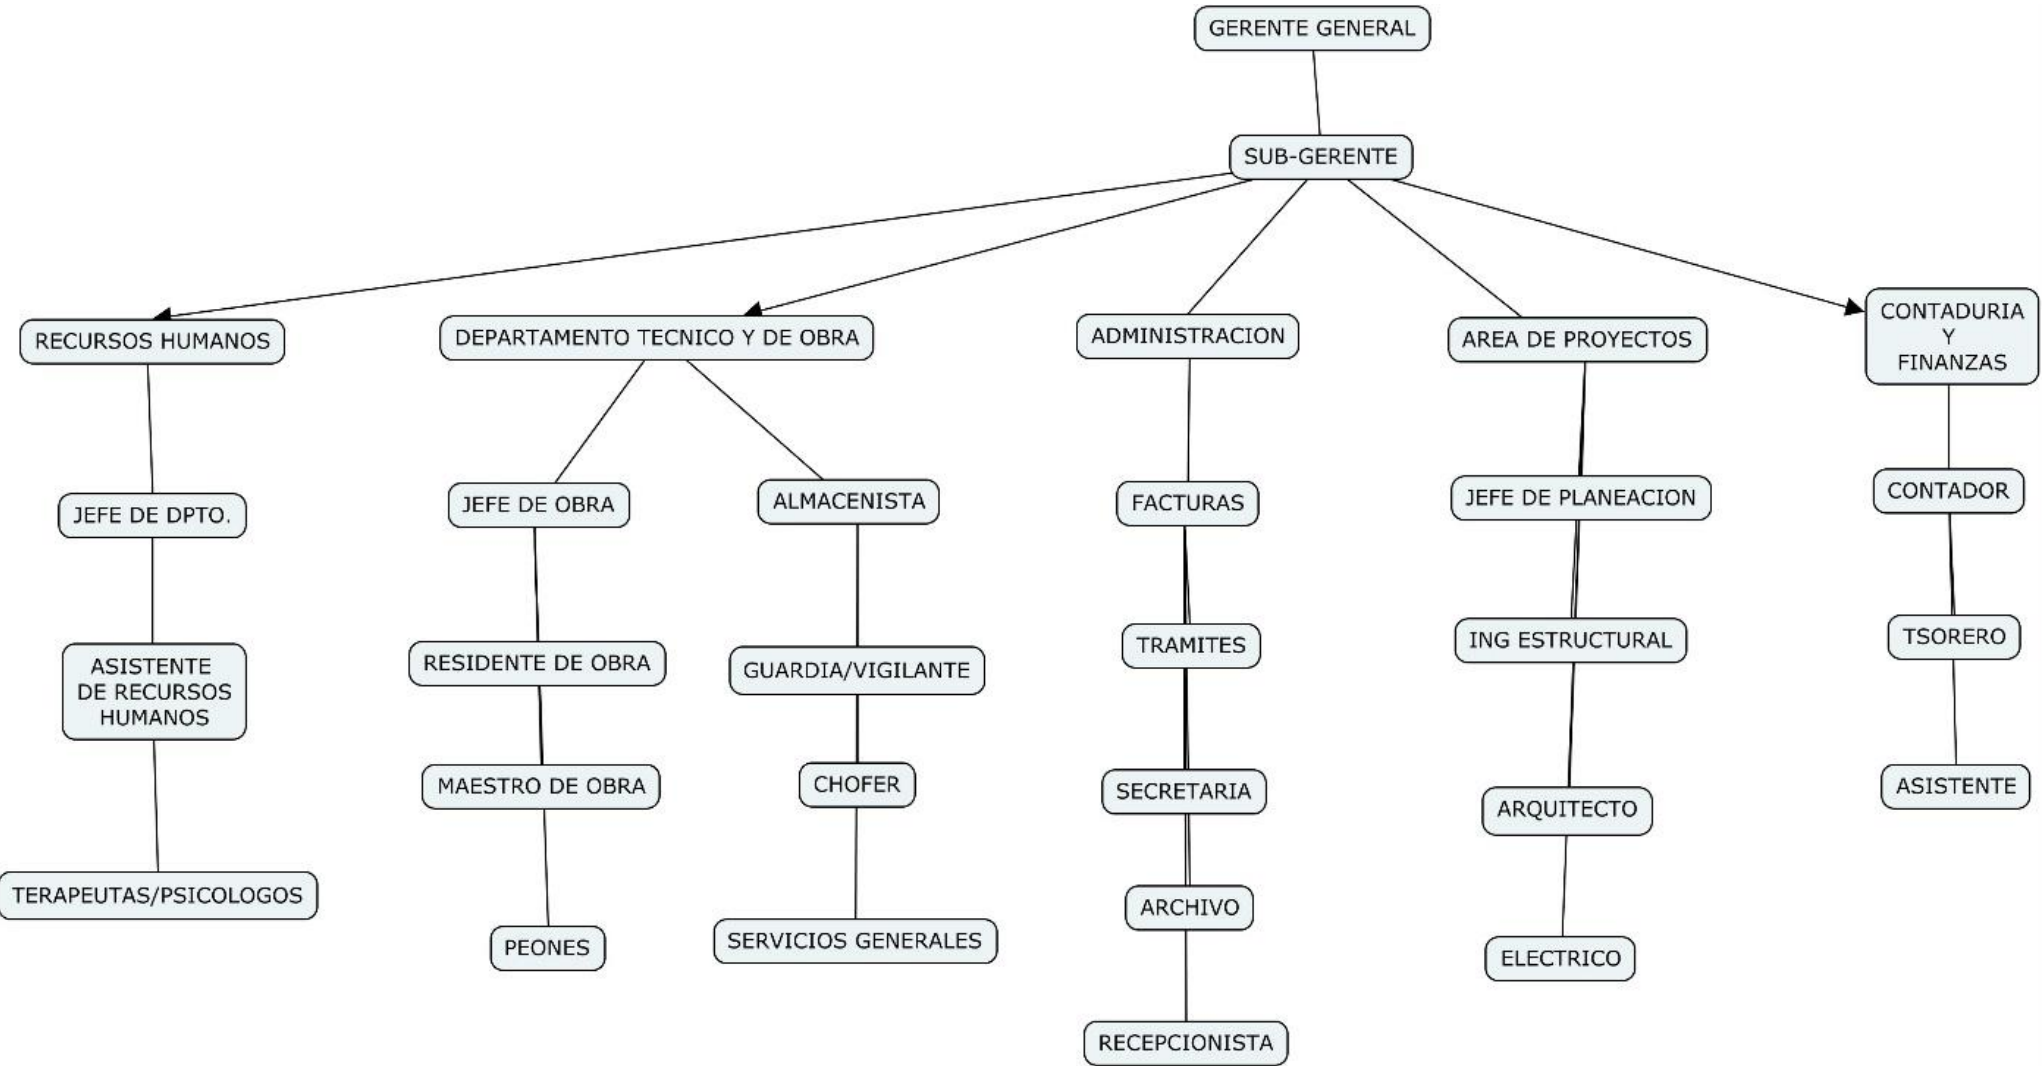 GERENTE GENERAL
SUB-GERENTE
RECURSOS HUMANOS
DEPARTAMENTO TECNICO Y DE OBRA
ADMINISTRACION
AREA DE PROYECTOS
CONTADURIA
Y
FINANZAS
JEFE DE DPTO.
JEFE DE OBRA
ALMACENISTA
FACTURAS
JEFE DE PLANEACION
CONTADOR
ASISTENTE
DE RECURSOS
HUMANOS
RESIDENTE DE OBRA
GUARDIA/VIGILANTE
TRAMITES
ING ESTRUCTURAL
TSORERO
MAESTRO DE OBRA
CHOFER
SECRETARIA
ARQUITECTO
ASISTENTE
TERAPEUTAS/PSICOLOGOS
PEONES
SERVICIOS GENERALES
ARCHIVO
ELECTRICO
RECEPCIONISTA